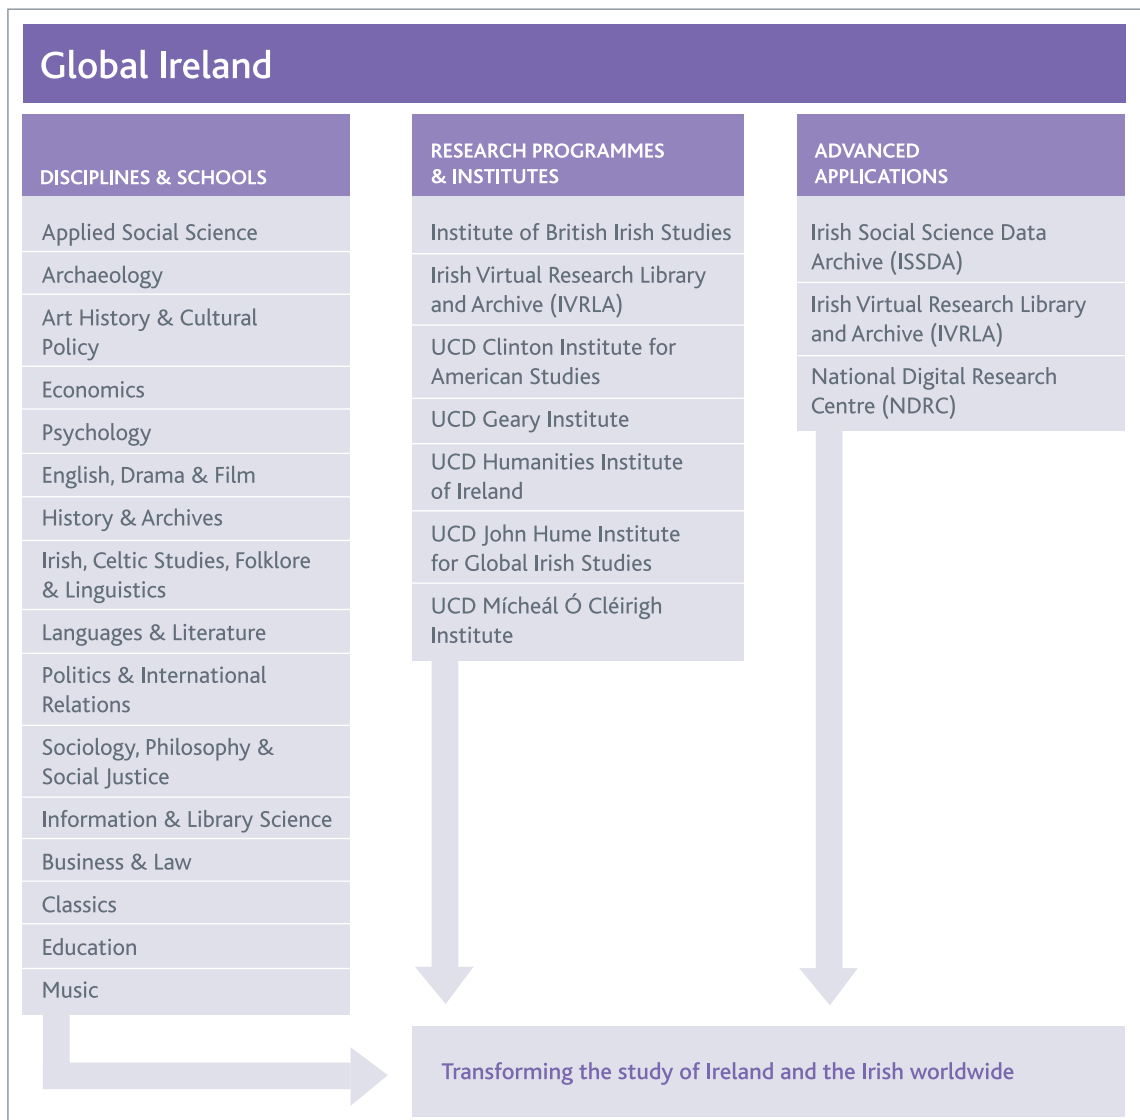 Global Ireland
DISCIPLINES & SCHOOLS
Applied Social Science
Archaeology
Art History & Cultural
Policy
Economics
Psychology
English, Drama & Film
History & Archives
Irish, Celtic Studies, Folklore
& Linguistics
Languages & Literature
Politics & International
Relations
Sociology, Philosophy &
Social Justice
Information & Library Science
Business & Law
Classics
Education
Music
RESEARCH PROGRAMMES
& INSTITUTES
Institute of British Irish Studies
Irish Virtual Research Library
and Archive (IVRLA)
UCD Clinton Institute for
American Studies
UCD Geary Institute
UCD Humanities Institute
of Ireland
UCD John Hume Institute
for Global Irish Studies
UCD Mícheál Ó Cléirigh
Institute
ADVANCED
APPLICATIONS
Irish Social Science Data
Archive (ISSDA)
Irish Virtual Research Library
and Archive (IVRLA)
National Digital Research
Centre (NDRC)
Transforming the study of Ireland and the Irish worldwide